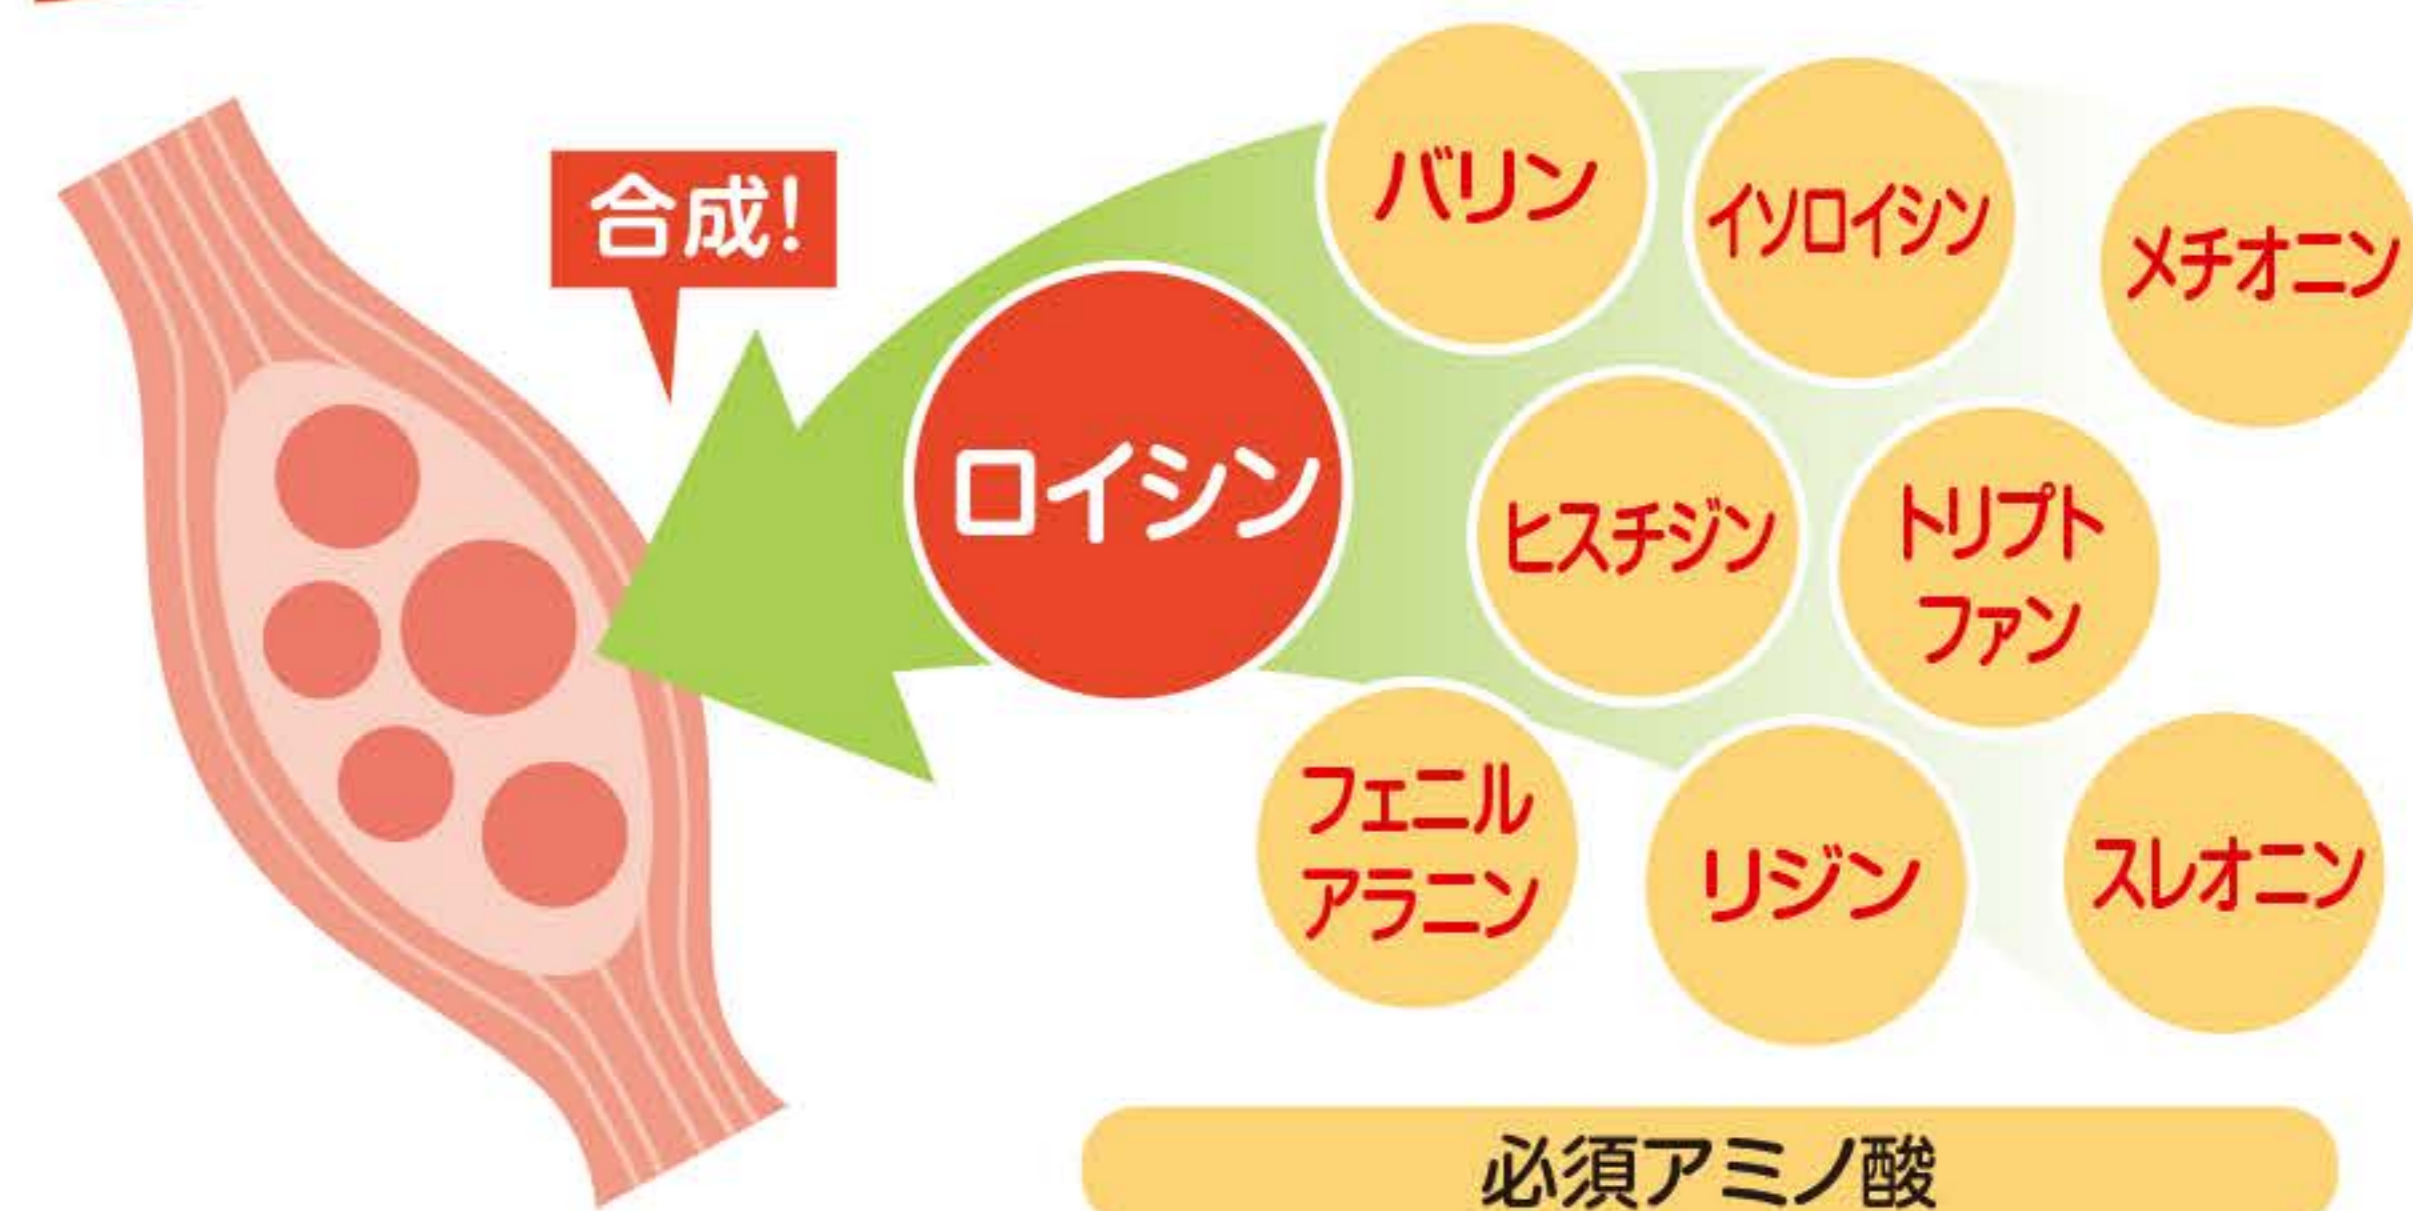 合成!
ロイシン
バリン
イソロイシン
メチオニン
ヒスチジン
トリプト
ファン
フェニル
アラニン
リジン
スレオニン
必須アミノ酸